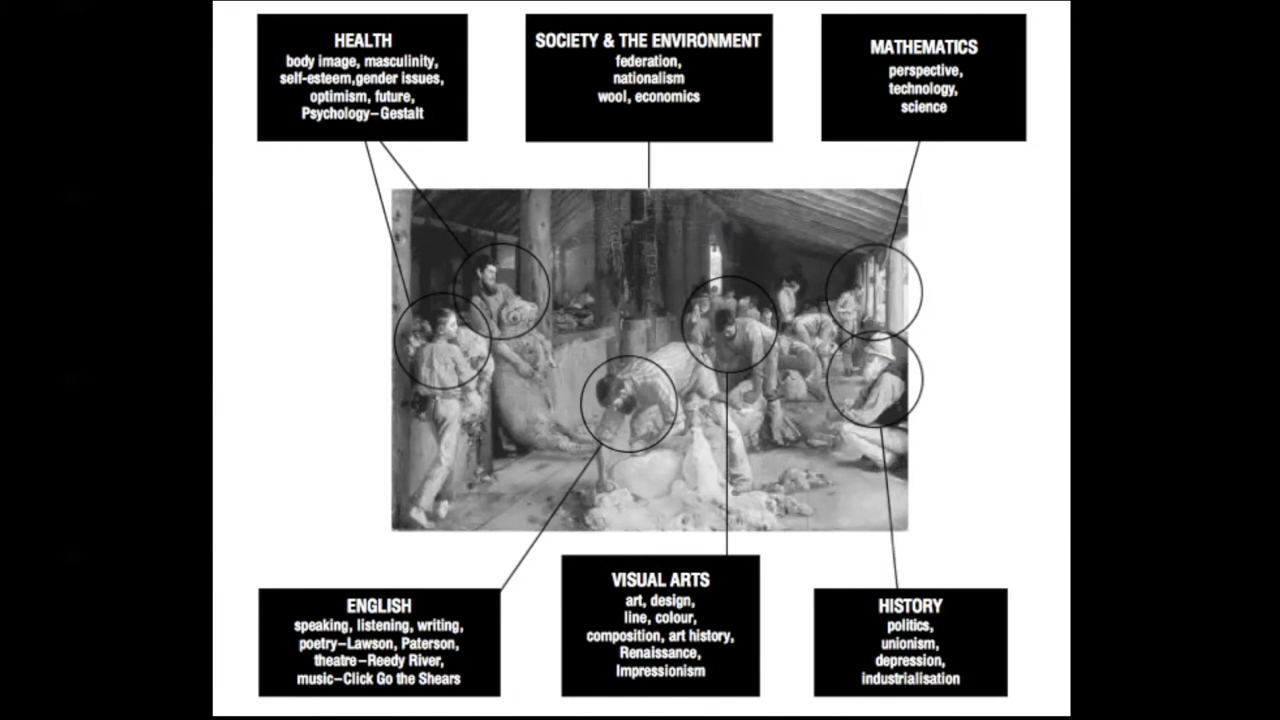 HEALTH
body image, masculinity,
self-esteem,gender issues,
optimism, future,
Psychology–Gestalt
SOCIETY & THE ENVIRONMENT
federation,
nationalism
wool, economics
MATHEMATICS
perspective,
technology,
science
ENGLISH
speaking, listening, writing,
poetry–Lawson, Paterson,
theatre–Reedy River,
music–Click Go the Shears
VISUAL ARTS
art, design,
line, colour,
composition, art history,
Renaissance,
Impressionism
HISTORY
politics,
unionism,
depression,
industrialisation